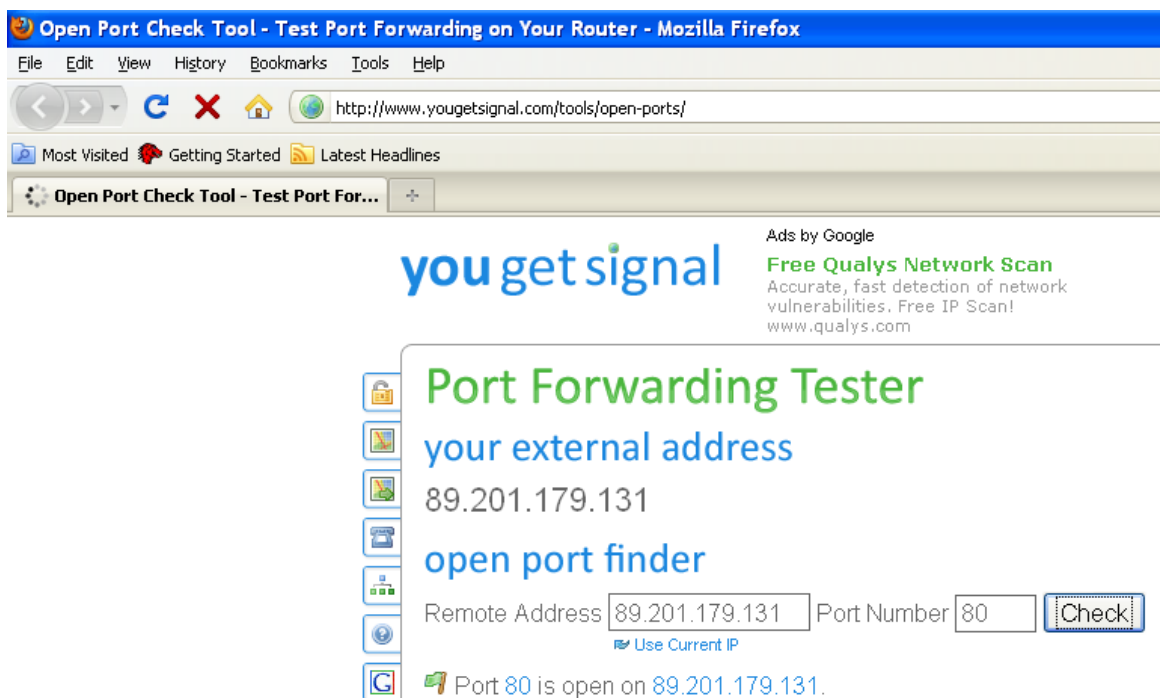 Open Port Check Tool - Test Port Forwarding on Your Router - Mozilla Firefox
File Edit View History Bookmarks Tools Help
http://www.yougetsignal.com/tools/open-ports/
Most Visited Getting Started Latest Headlines
Open Port Check Tool - Test Port For...
you get signal
Ads by Google
Free Qualys Network Scan
Accurate, fast detection of network
vulnerabilities. Free IP Scan!
www.qualys.com
Port Forwarding Tester
your external address
89.201.179.131
open port finder
Remote Address 89.201.179.131 Port Number 80 Check
Use Current IP
Port 80 is open on 89.201.179.131.